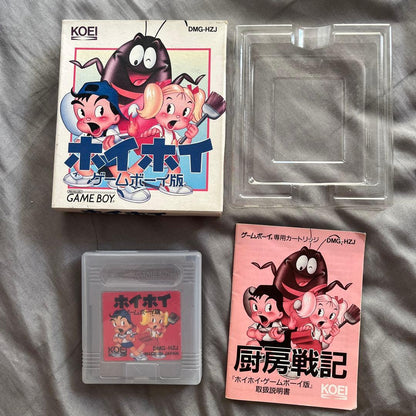 KOEI
DMG-HZJ
ホイホイ
ゲームボーイ版
GAME BOY
ホイホイ
ゲームボーイ版
DMG-HZJ
KOEI
MADE IN JAPAN
ゲームボーイ専用カートリッジ
DMG-HZJ
厨房戦記
『ホイホイ・ゲームボーイ版』
取扱説明書
KOEI